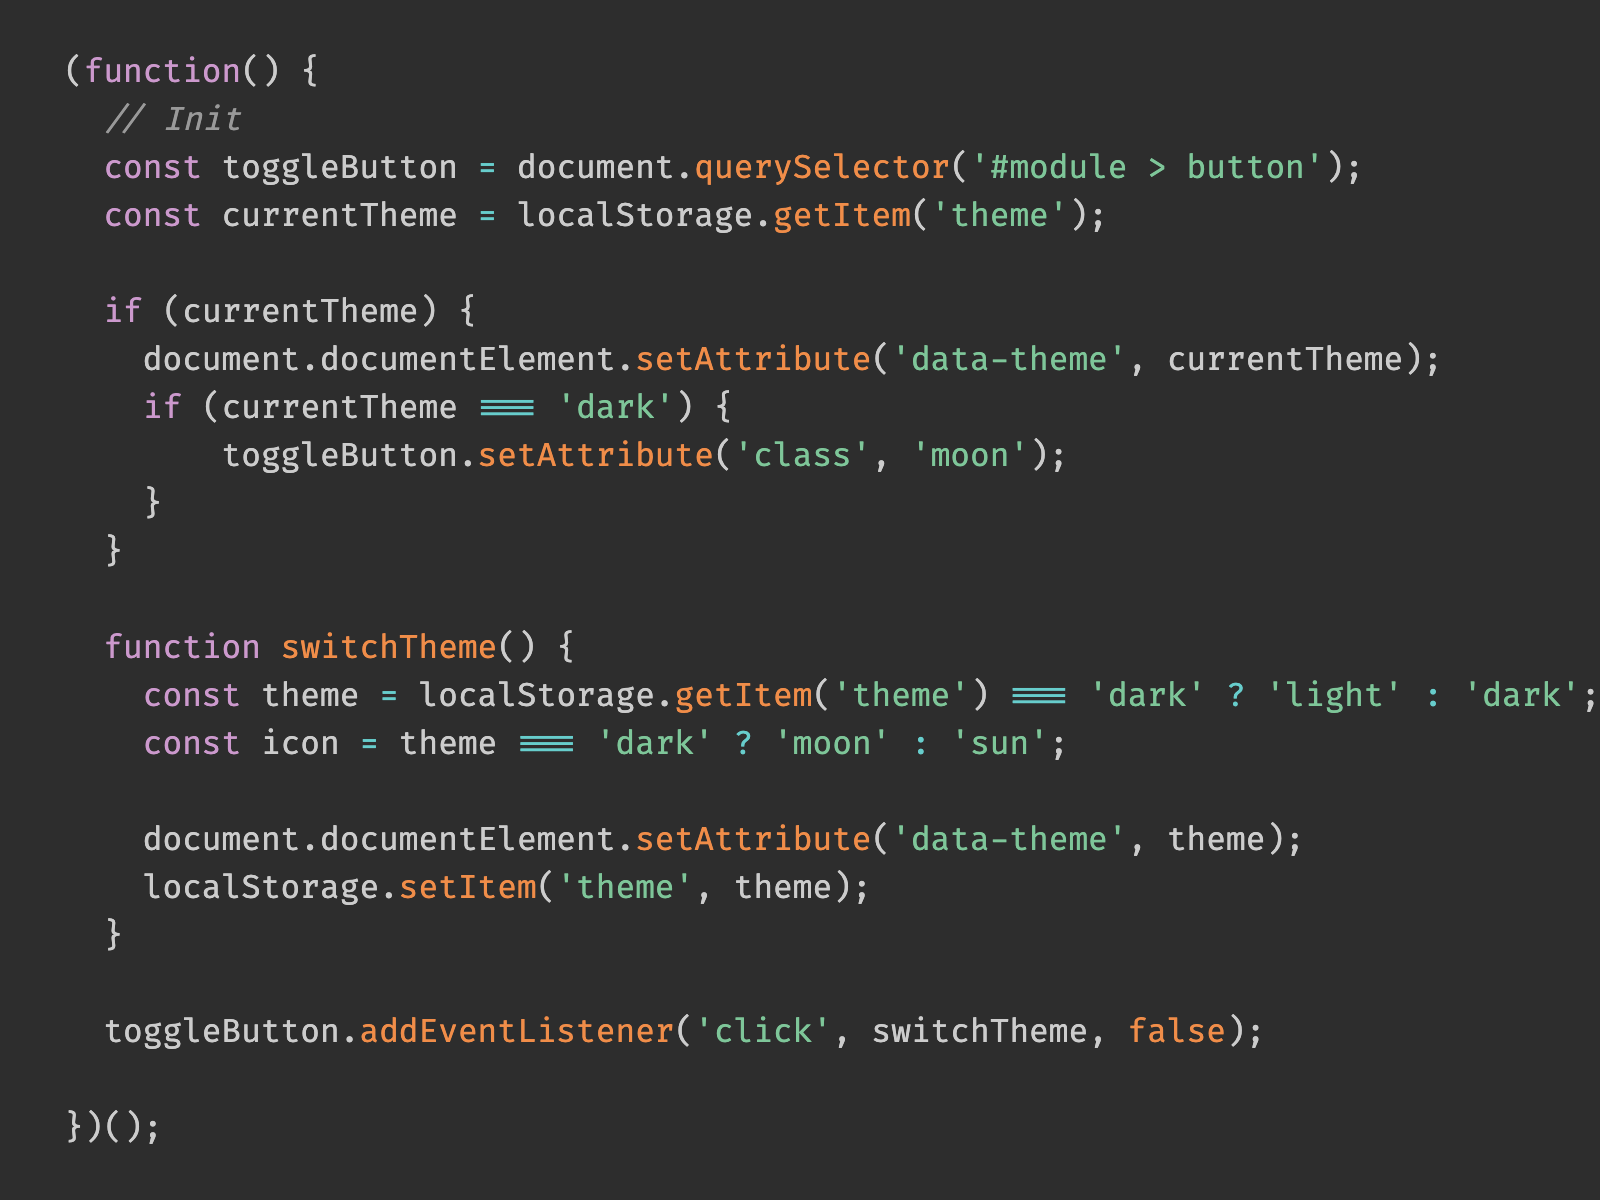 (function() {
  // Init
  const toggleButton = document.querySelector('#module > button');
  const currentTheme = localStorage.getItem('theme');

  if (currentTheme) {
    document.documentElement.setAttribute('data-theme', currentTheme);
    if (currentTheme === 'dark') {
        toggleButton.setAttribute('class', 'moon');
    }
  }

  function switchTheme() {
    const theme = localStorage.getItem('theme') === 'dark' ? 'light' : 'dark';
    const icon = theme === 'dark' ? 'moon' : 'sun';

    document.documentElement.setAttribute('data-theme', theme);
    localStorage.setItem('theme', theme);
  }

  toggleButton.addEventListener('click', switchTheme, false);

})();